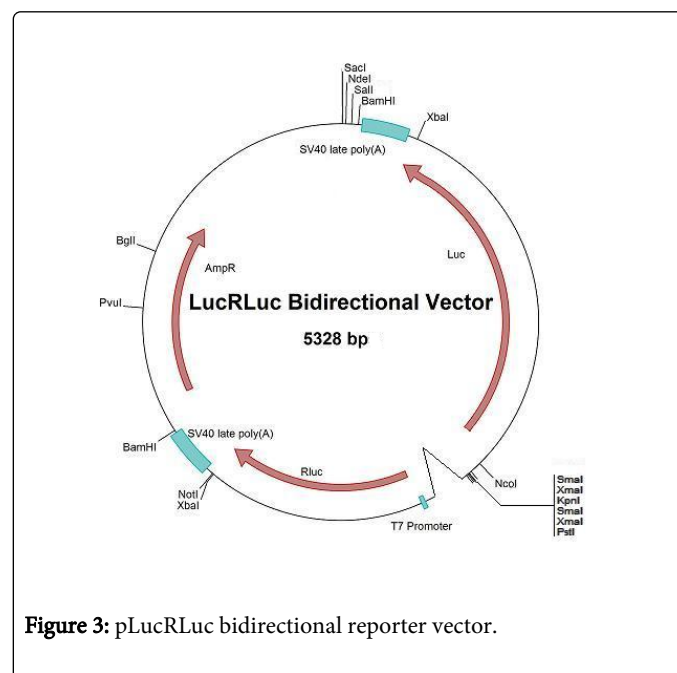 SacI
NdeI
SalI
BamHI
XbaI
SV40 late poly(A)
Luc
BglI
AmpR
PvuI
LucRLuc Bidirectional Vector
5328 bp
BamHI
SV40 late poly(A)
Rluc
NotI
XbaI
NcoI
T7 Promoter
SmaI
XmaI
KpnI
SmaI
XmaI
PstI
Figure 3: pLucRLuc bidirectional reporter vector.